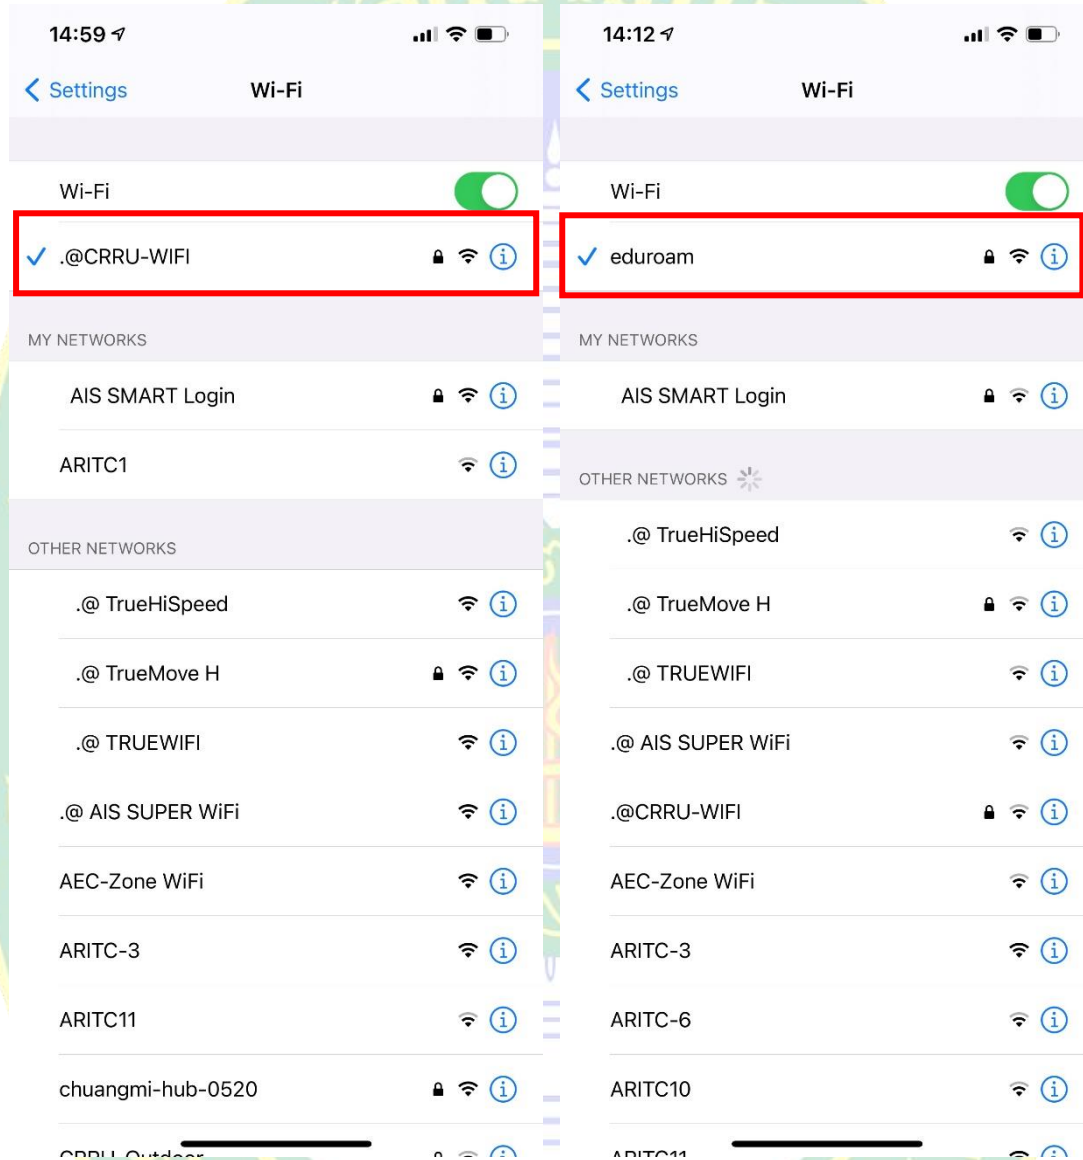 14:59
Settings
Wi-Fi
Wi-Fi
.@CRRU-WIFI
MY NETWORKS
AIS SMART Login
ARITC1
OTHER NETWORKS
.@ TrueHiSpeed
.@ TrueMove H
.@ TRUEWIFI
.@ AIS SUPER WiFi
AEC-Zone WiFi
ARITC-3
ARITC11
chuangmi-hub-0520
CRRU-Outdoor
14:12
Settings
Wi-Fi
Wi-Fi
eduroam
MY NETWORKS
AIS SMART Login
OTHER NETWORKS
.@ TrueHiSpeed
.@ TrueMove H
.@ TRUEWIFI
.@ AIS SUPER WiFi
.@CRRU-WIFI
AEC-Zone WiFi
ARITC-3
ARITC-6
ARITC10
ARITC11